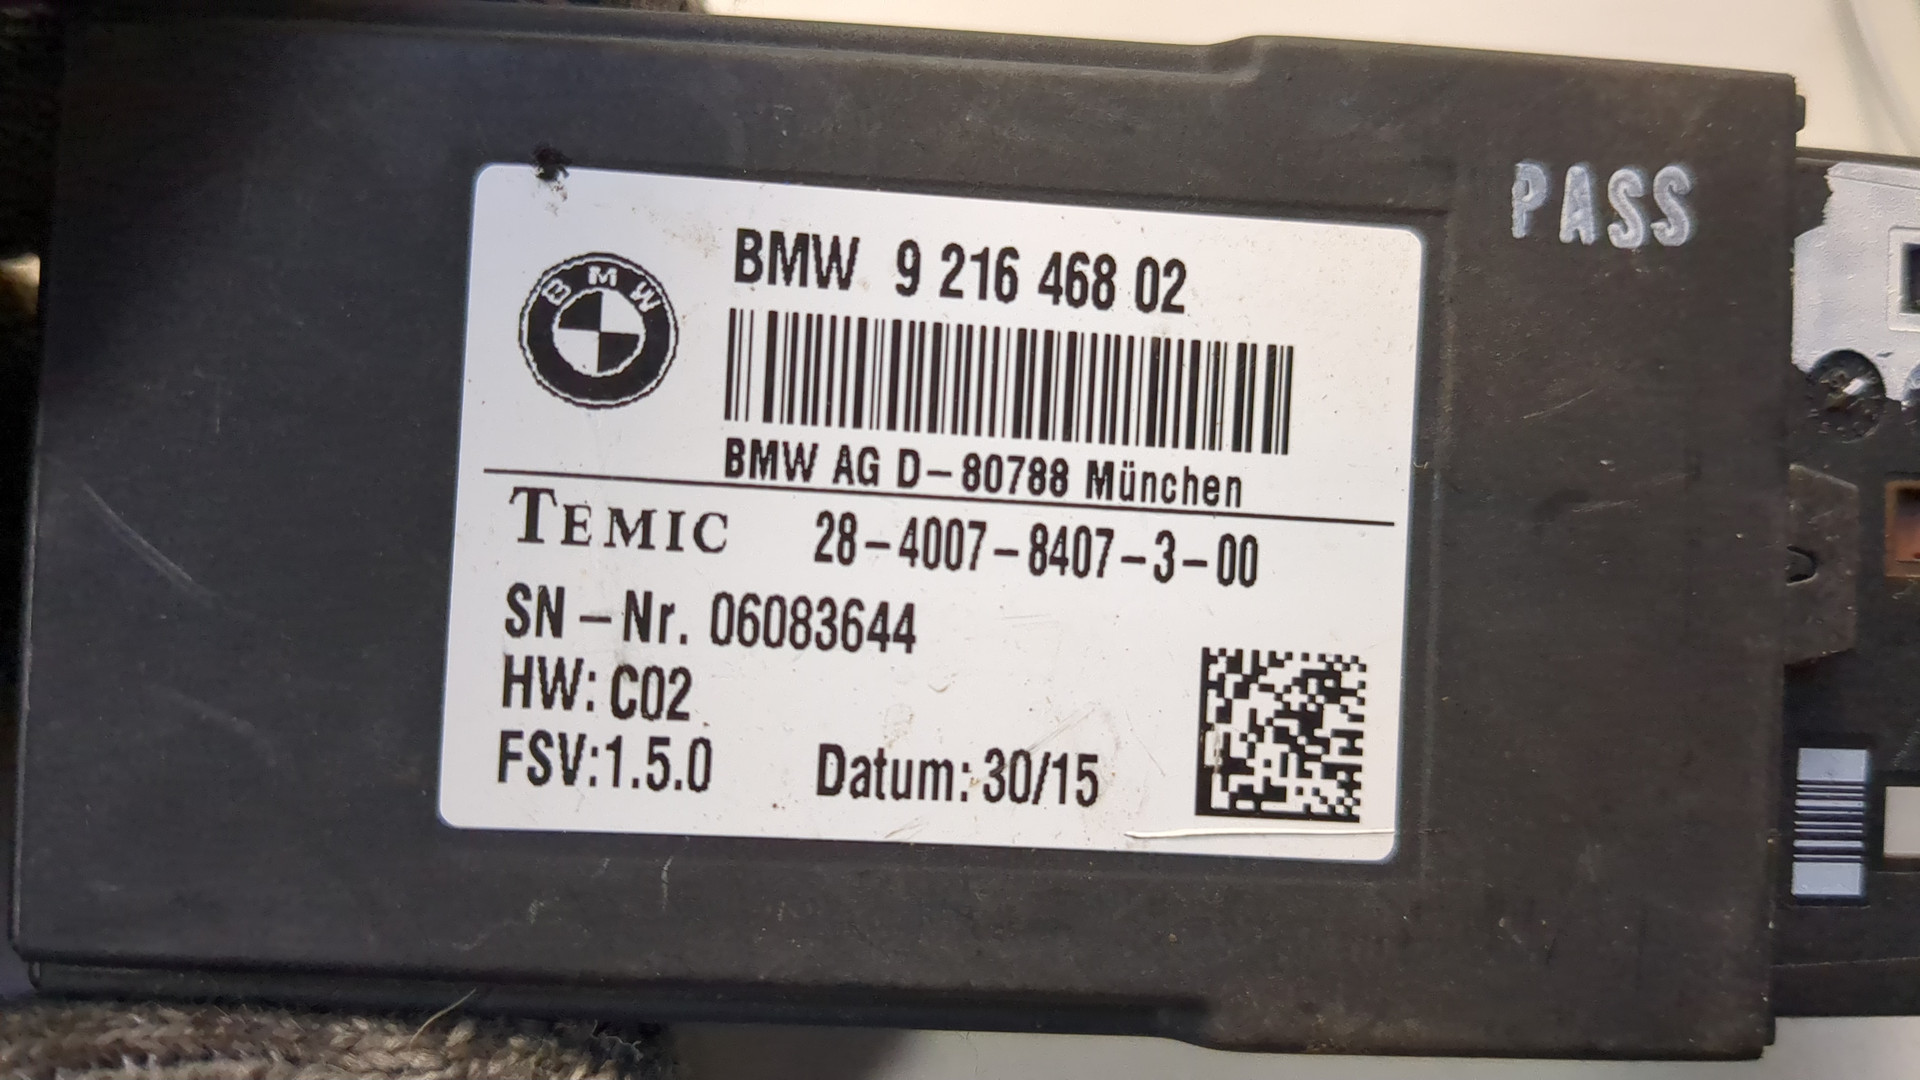 PASS
BMW
BMW 9 216 468 02
BMW AG D-80788 München
TEMIC 28-4007-8407-3-00
SN-Nr. 06083644
HW: C02
FSV:1.5.0 Datum: 30/15